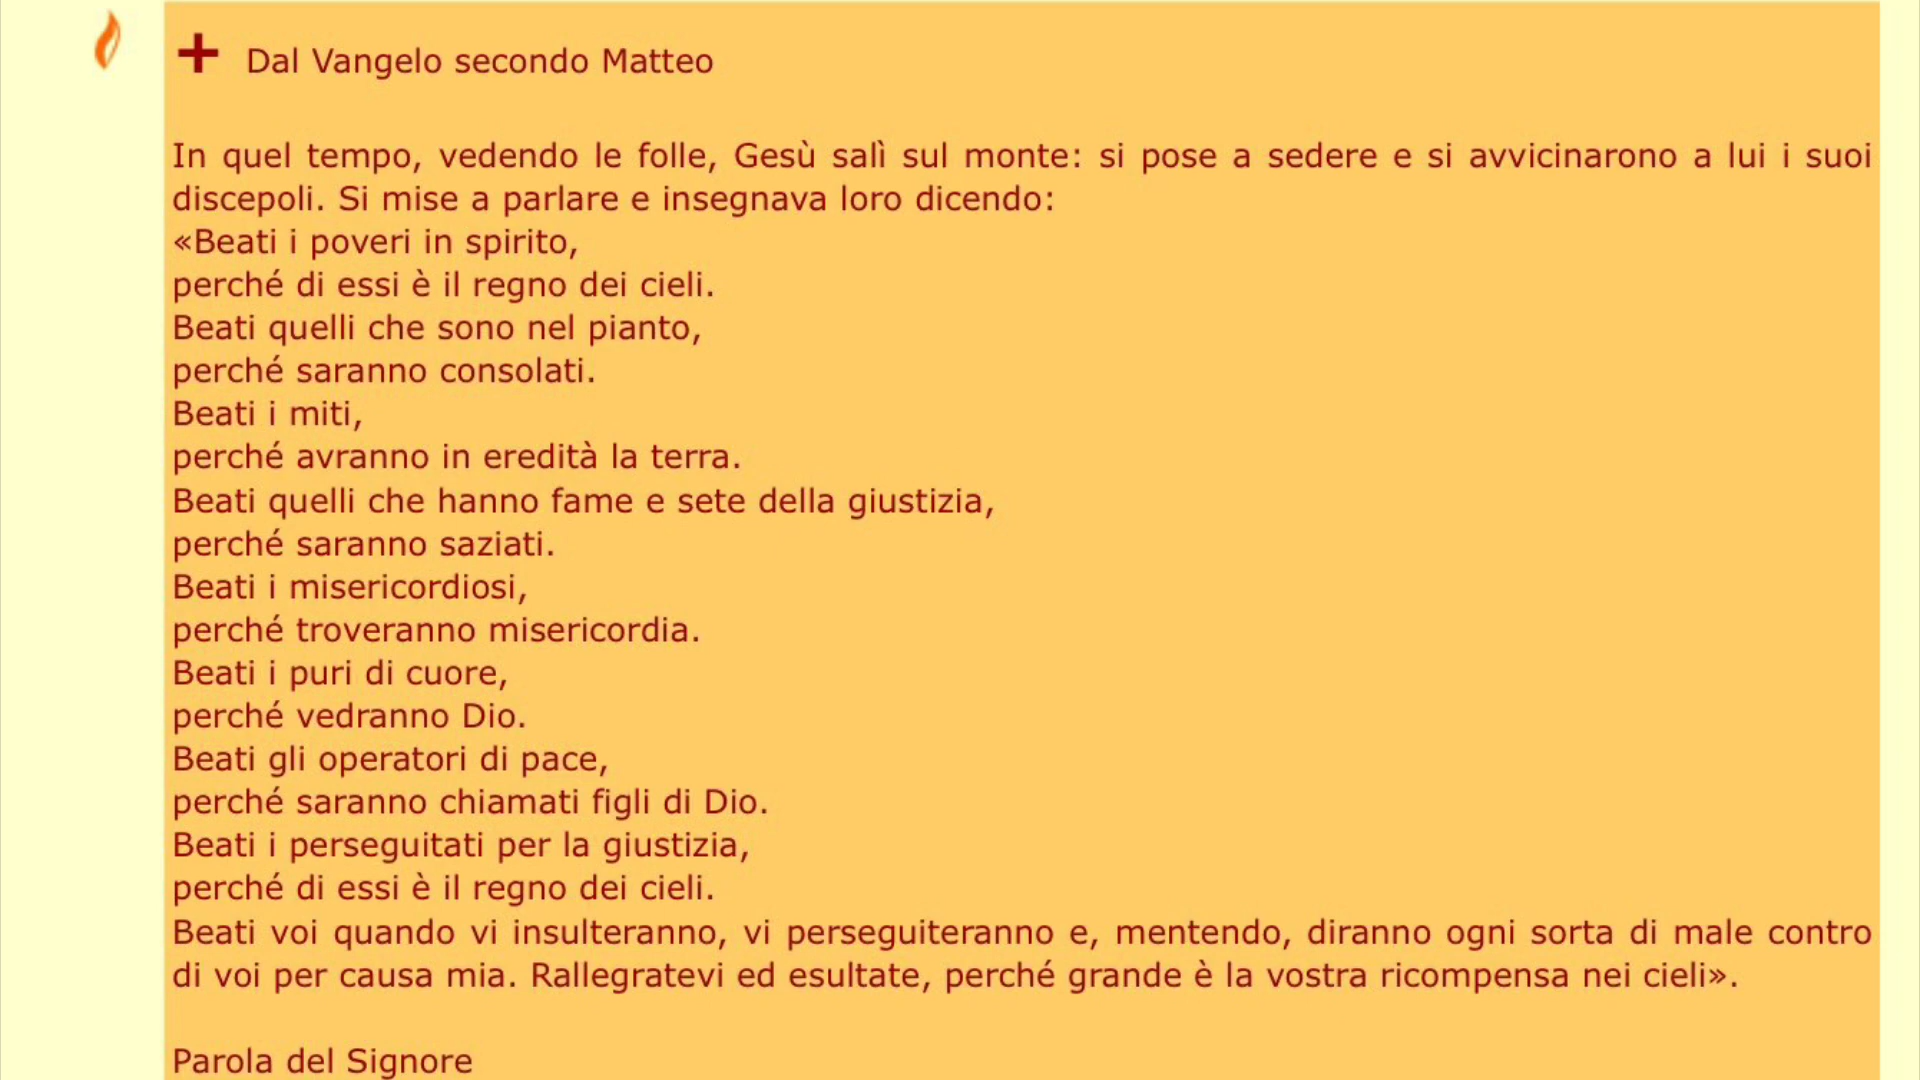 + Dal Vangelo secondo Matteo
In quel tempo, vedendo le folle, Gesù salì sul monte: si pose a sedere e si avvicinarono a lui i suoi
discepoli. Si mise a parlare e insegnava loro dicendo:
«Beati i poveri in spirito,
perché di essi è il regno dei cieli.
Beati quelli che sono nel pianto,
perché saranno consolati.
Beati i miti,
perché avranno in eredità la terra.
Beati quelli che hanno fame e sete della giustizia,
perché saranno saziati.
Beati i misericordiosi,
perché troveranno misericordia.
Beati i puri di cuore,
perché vedranno Dio.
Beati gli operatori di pace,
perché saranno chiamati figli di Dio.
Beati i perseguitati per la giustizia,
perché di essi è il regno dei cieli.
Beati voi quando vi insulteranno, vi perseguiteranno e, mentendo, diranno ogni sorta di male contro
di voi per causa mia. Rallegratevi ed esultate, perché grande è la vostra ricompensa nei cieli».
Parola del Signore